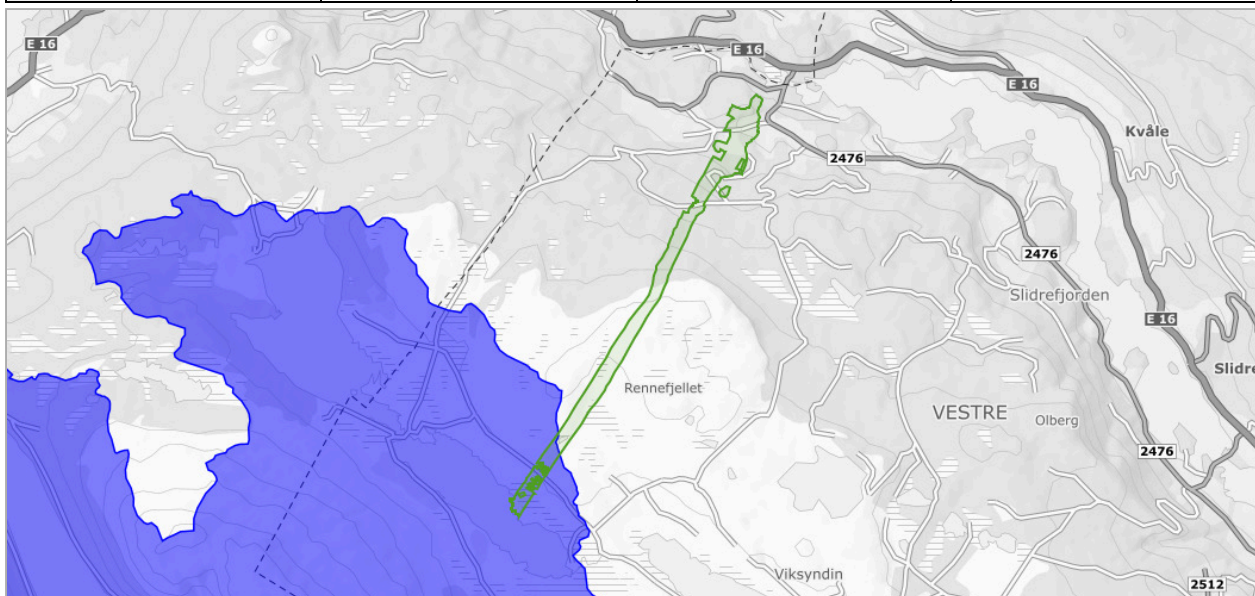 E 16
E 16
E 16
Kvåle
2476
2476
Slidrefjorden
E 16
Slidre
Rennefjellet
VESTRE
Olberg
2476
Viksyndin
2512